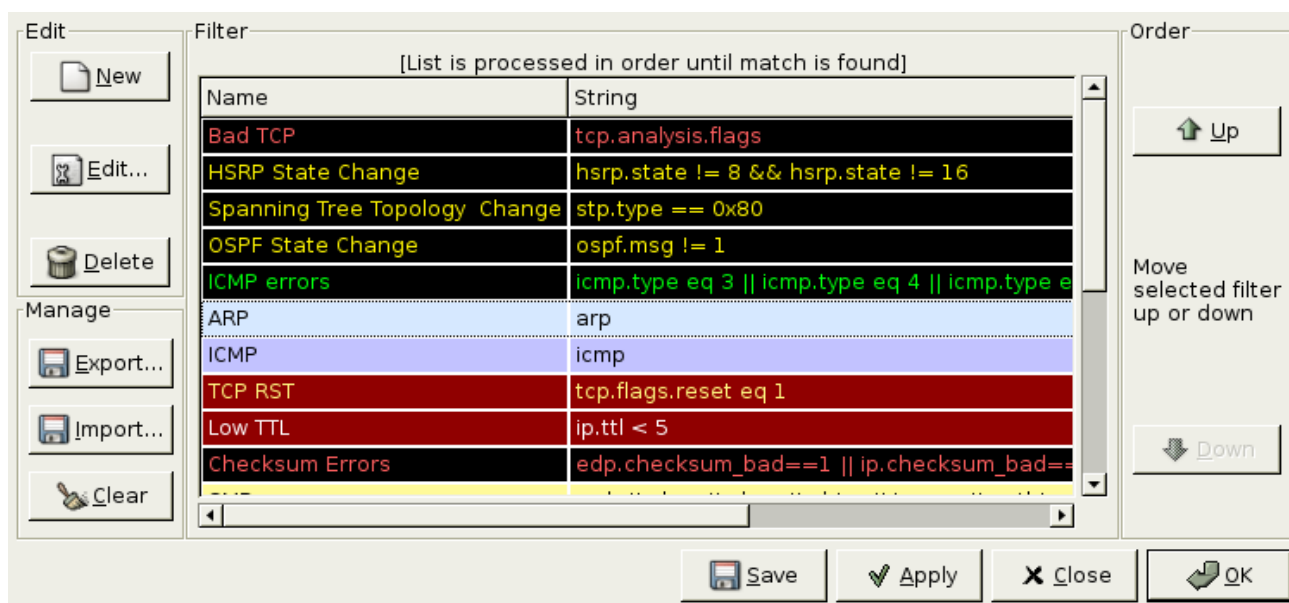 Edit
New
Edit...
Delete
Manage
Export...
Import...
Clear
Filter
[List is processed in order until match is found]
Name String
Bad TCP tcp.analysis.flags
HSRP State Change hsrp.state != 8 && hsrp.state != 16
Spanning Tree Topology  Change stp.type == 0x80
OSPF State Change ospf.msg != 1
ICMP errors icmp.type eq 3 || icmp.type eq 4 || icmp.type e
ARP arp
ICMP icmp
TCP RST tcp.flags.reset eq 1
Low TTL ip.ttl < 5
Checksum Errors edp.checksum_bad==1 || ip.checksum_bad==
Order
Up
Move
selected filter
up or down
Down
Save Apply Close OK